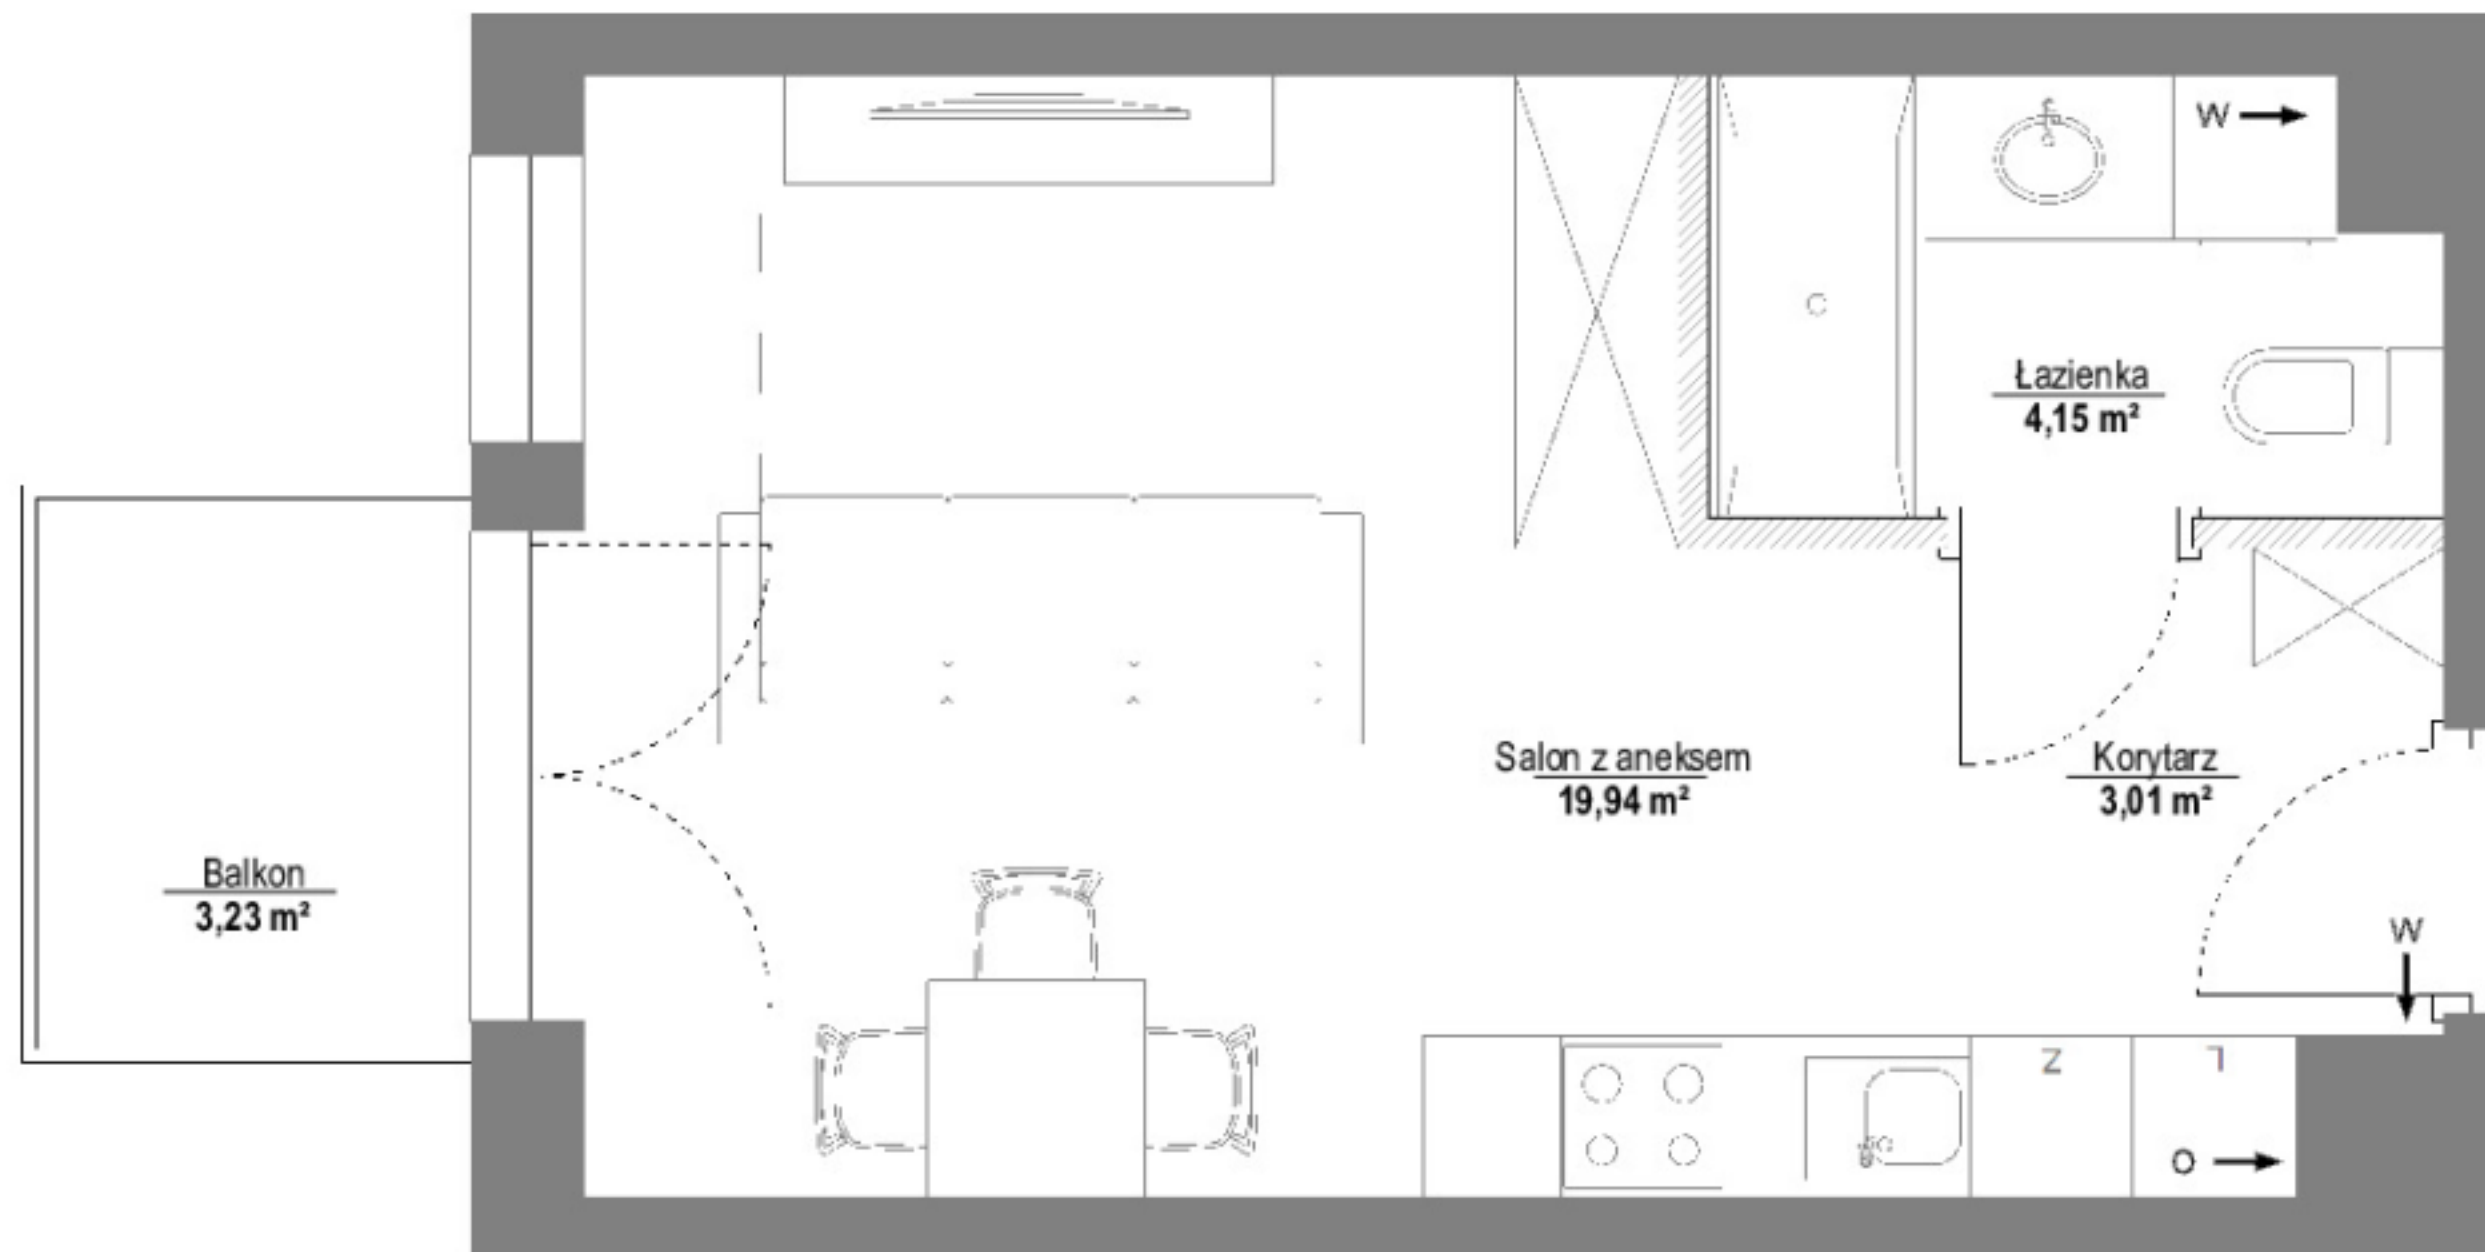 W
Łazienka
4,15 m²
Salon z aneksem
19,94 m²
Korytarz
3,01 m²
Balkon
3,23 m²
W
Z
L
O